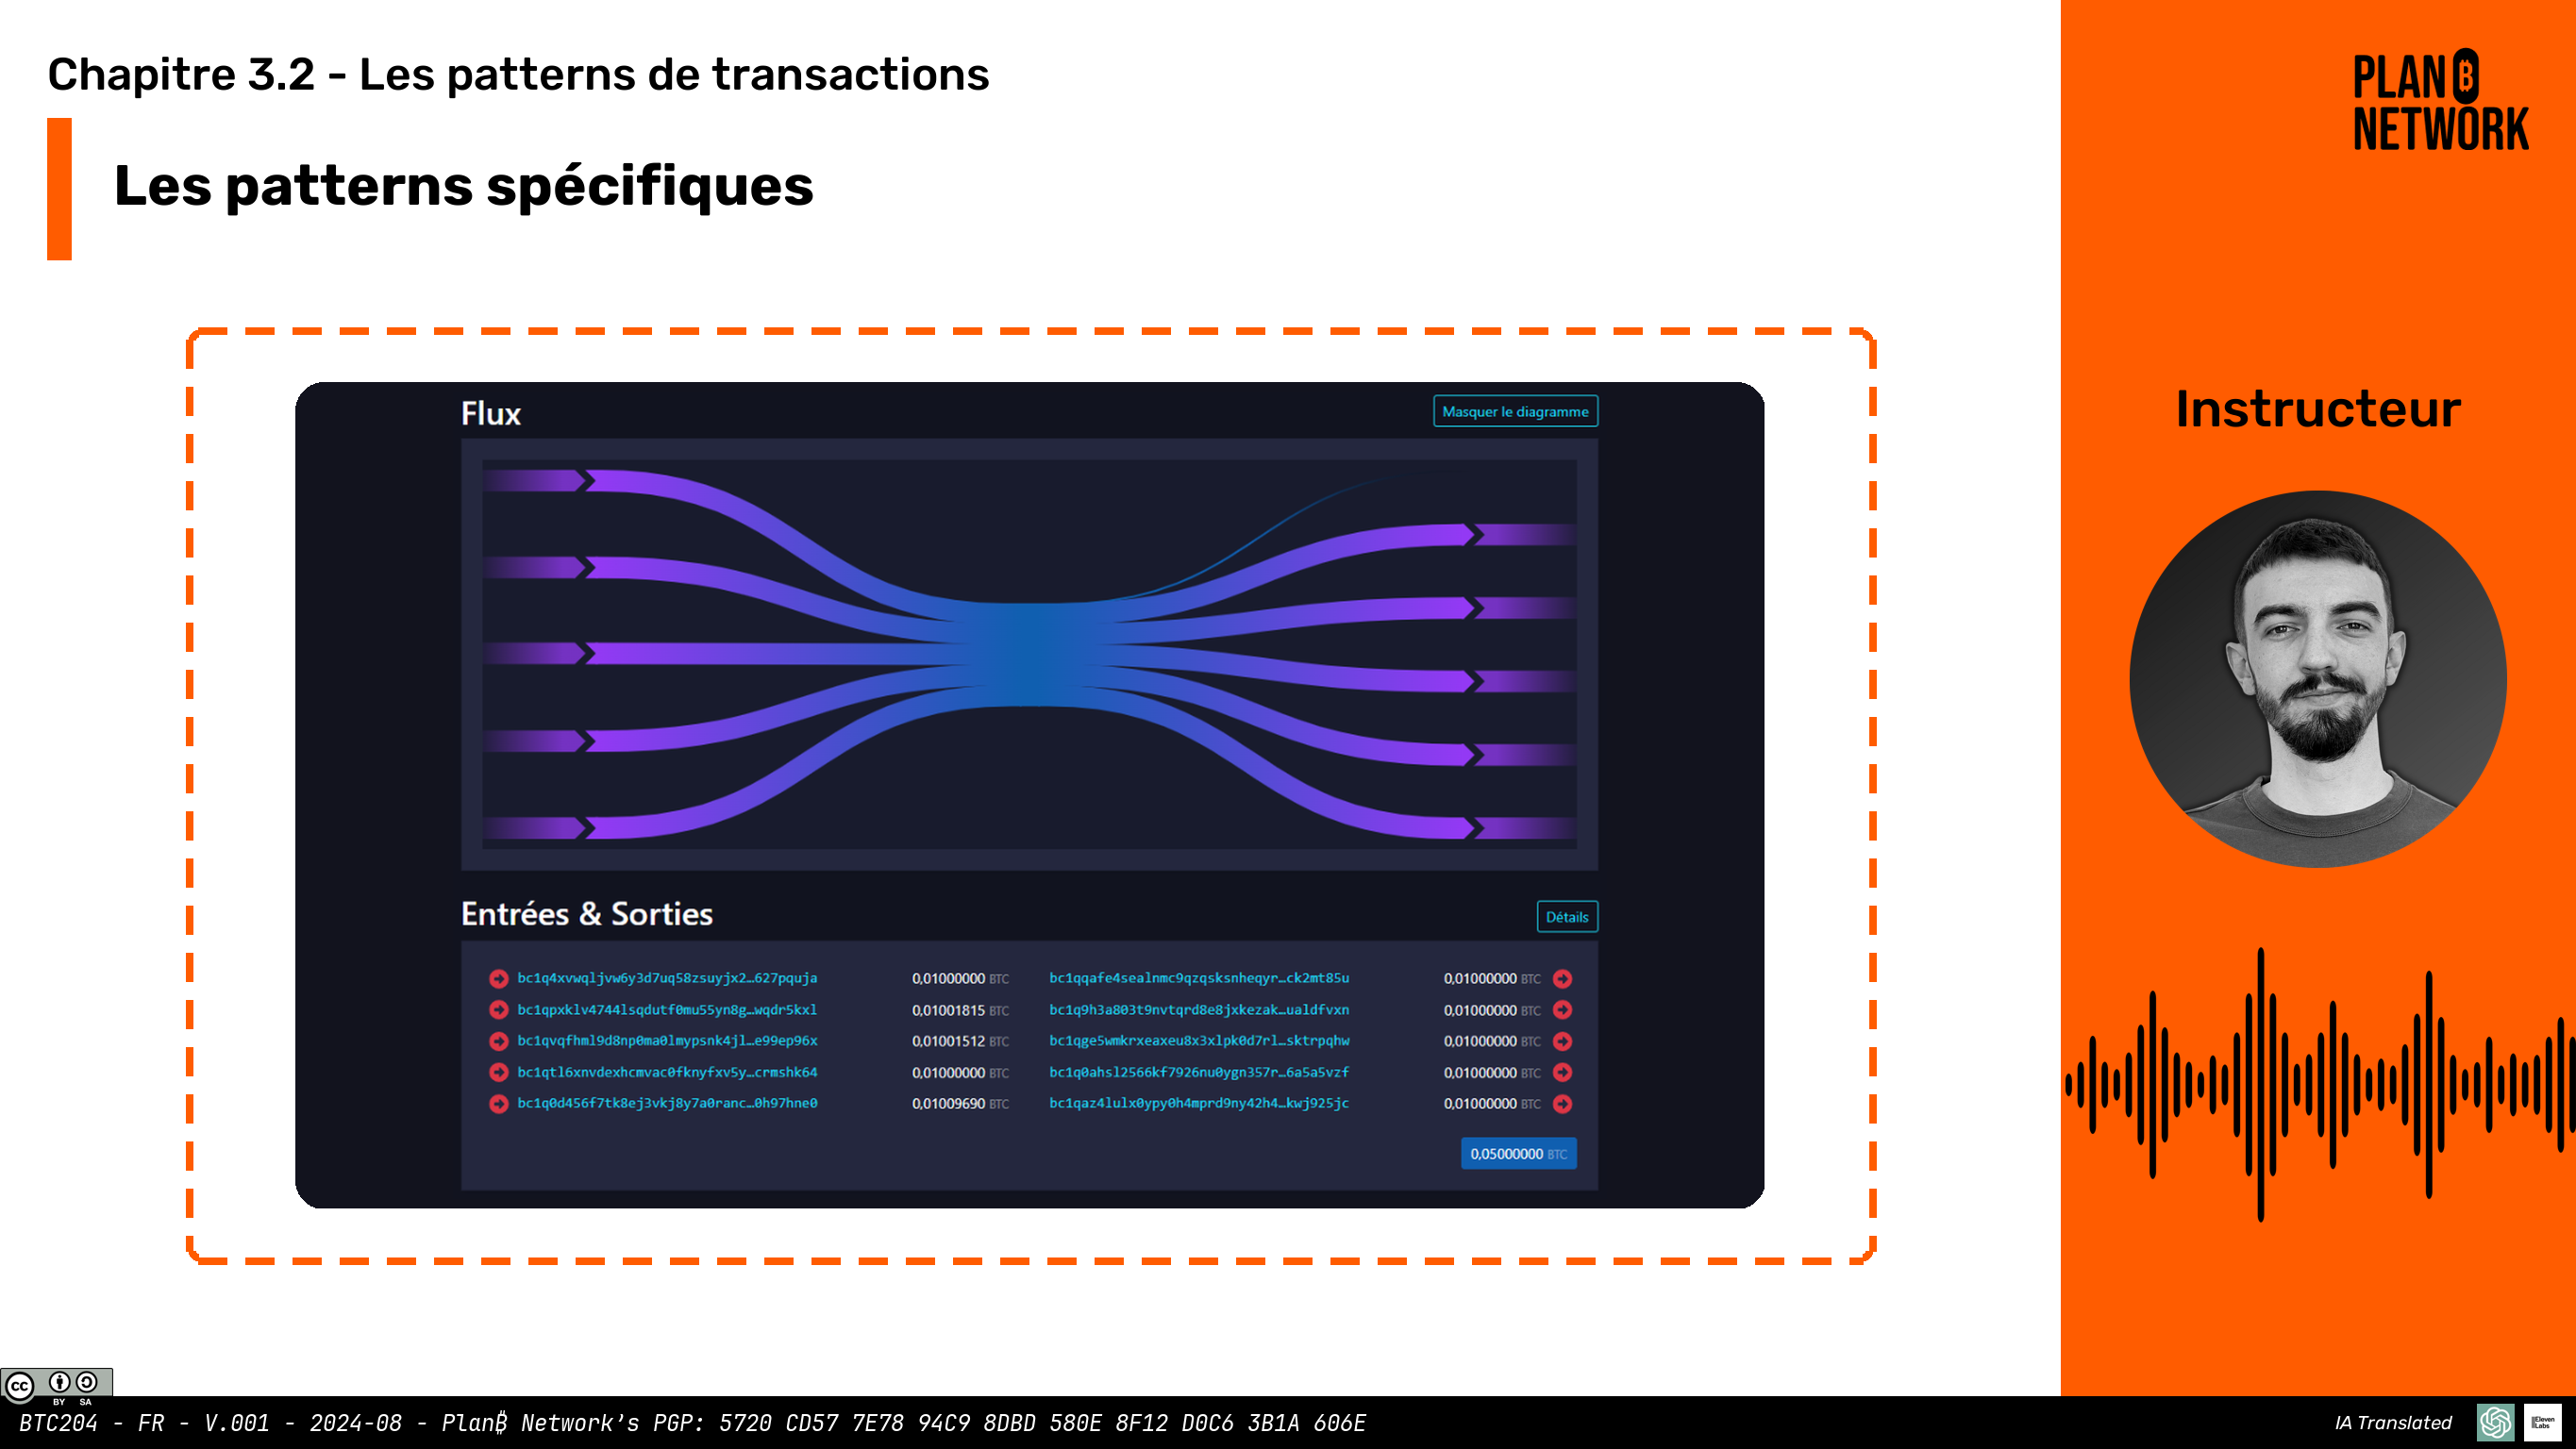 Chapitre 3.2 - Les patterns de transactions
Les patterns spécifiques
PLAN B
NETWORK
Instructeur
Flux
Masquer le diagramme
Entrées & Sorties
Détails
bc1q4xvwqljvw6y3d7uq58zsuyjx2…627pquja 0,01000000 BTC bc1qqafe4sealnmc9qzqsksnheqyr…ck2mt85u 0,01000000 BTC
bc1qpxklv4744lsqdutf0mu55yn8g…wqdr5kxl 0,01001815 BTC bc1q9h3a803t9nvtqrd8e8jxkezak…ualdfvxn 0,01000000 BTC
bc1qvqfhml9d8np0ma0lmypsnk4jl…e99ep96x 0,01001512 BTC bc1qge5wmkrxeaxeu8x3xlpk0d7rl…sktrpqhw 0,01000000 BTC
bc1qtl6xnvdexhcmvac0fknyfxv5y…crmshk64 0,01000000 BTC bc1q0ahsl2566kf7926nu0ygn357r…6a5a5vzf 0,01000000 BTC
bc1q0d456f7tk8ej3vkj8y7a0ranc…0h97hne0 0,01009690 BTC bc1qaz4lulx0ypy0h4mprd9ny42h4…kwj925jc 0,01000000 BTC
0,05000000 BTC
CC BY SA
BTC204 - FR - V.001 - 2024-08 - Plan₿ Network's PGP: 5720 CD57 7E78 94C9 8DBD 580E 8F12 D0C6 3B1A 606E
IA Translated
ElevenLabs